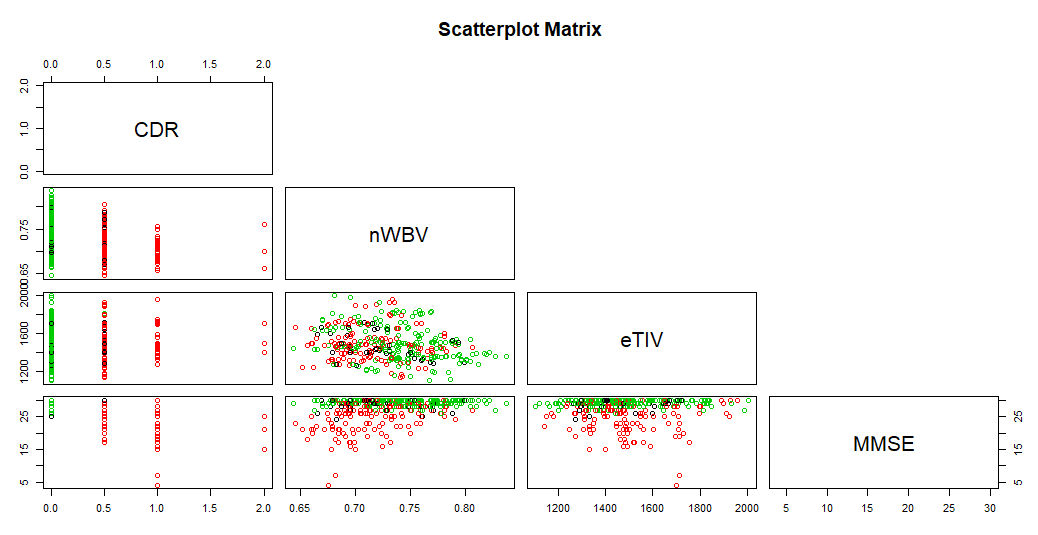 Scatterplot Matrix
0.0 0.5 1.0 1.5 2.0
CDR
0.0 1.0 2.0
nWBV
0.65 0.75
eTIV
1200 1600 2000
MMSE
5 15 25
5 15 25
0.0 0.5 1.0 1.5 2.0
0.65 0.70 0.75 0.80
1200 1400 1600 1800 2000
5 10 15 20 25 30